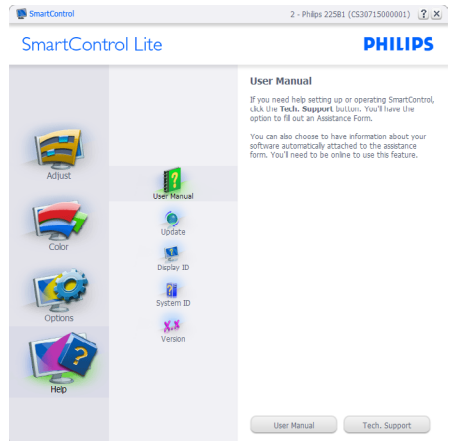 SmartControl
2 - Philips 225B1 (CS30715000001)
?
X
SmartControl Lite
PHILIPS
Adjust
Color
Options
Help
User Manual
Update
Display ID
System ID
X.X
Version
User Manual
If you need help setting up or operating SmartControl,
click the Tech. Support button. You'll have the
option to fill out an Assistance Form.
You can also choose to have information about your
software automatically attached to the assistance
form. You'll need to be online to use this feature.
User Manual
Tech. Support